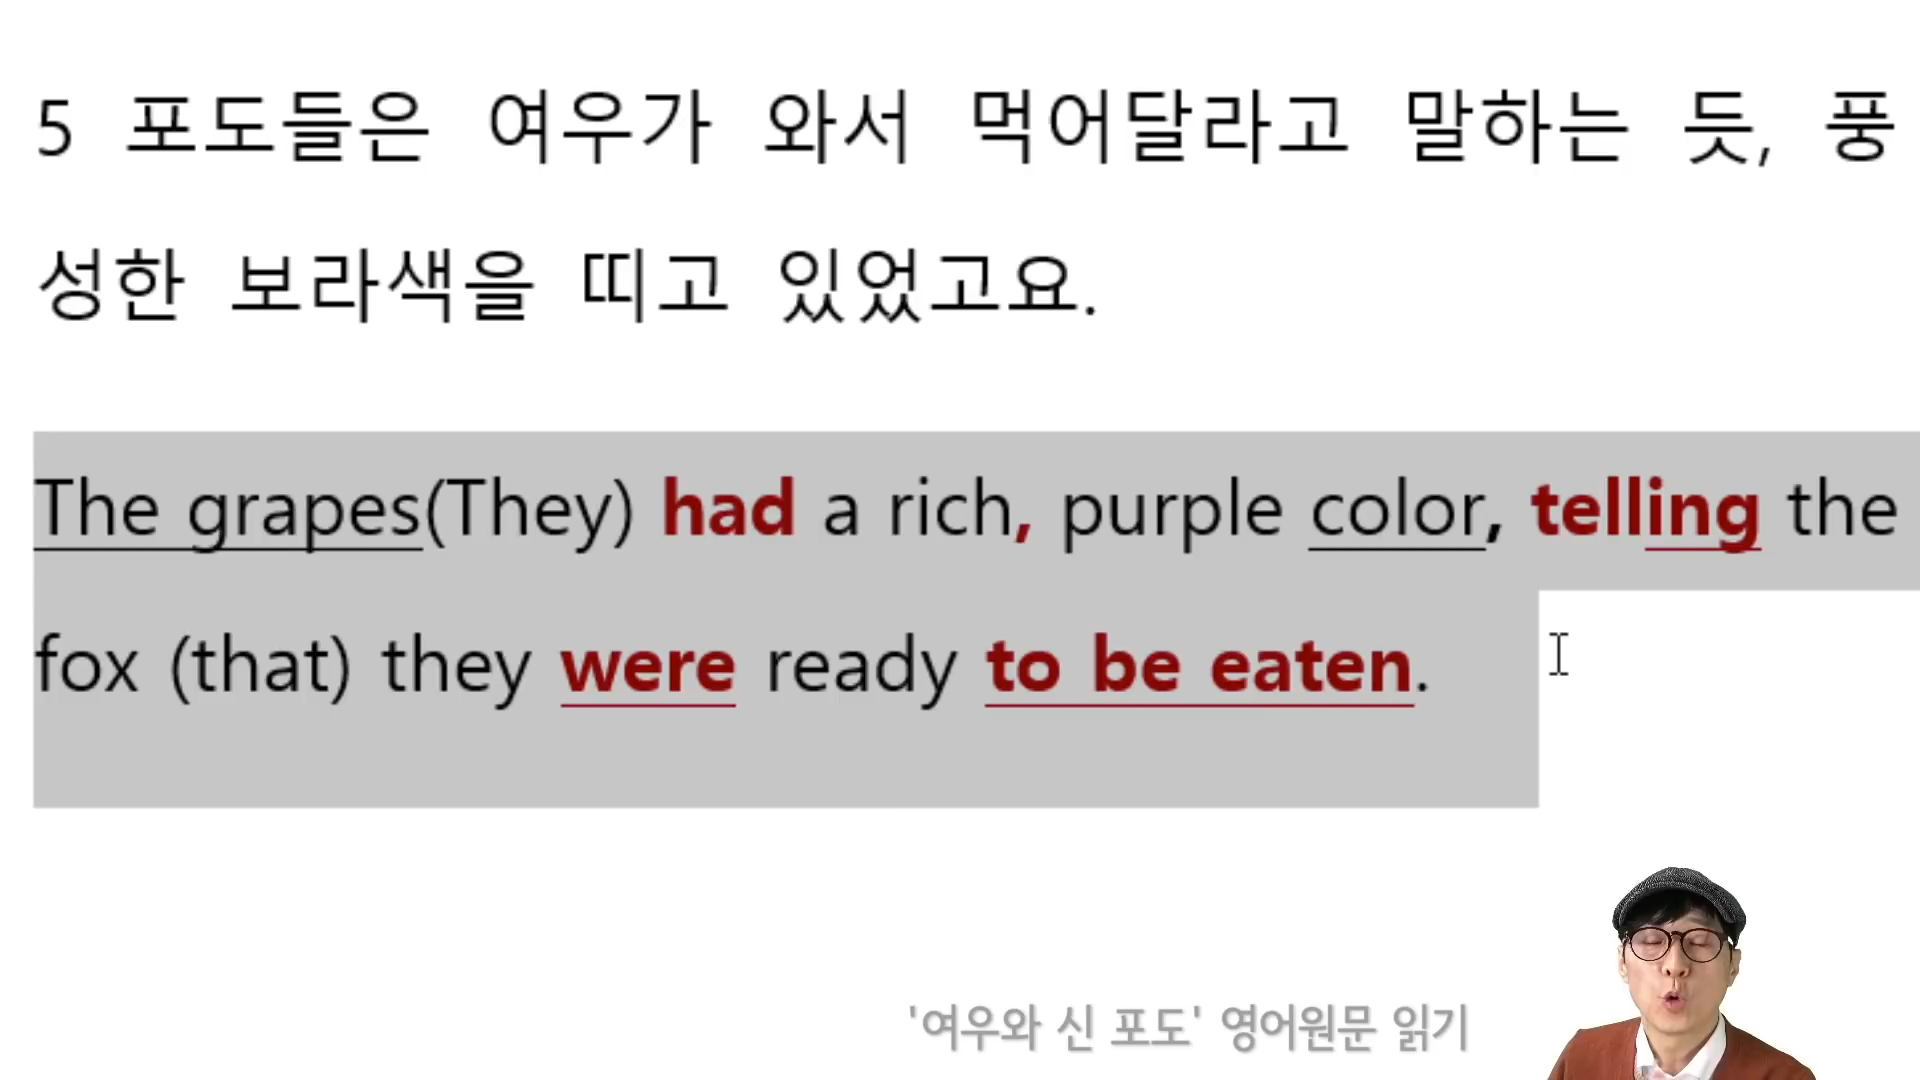 5 포도들은 여우가 와서 먹어달라고 말하는 듯, 풍
성한 보라색을 띠고 있었고요.
The grapes(They) had a rich, purple color, telling the
fox (that) they were ready to be eaten.
'여우와 신 포도' 영어원문 읽기